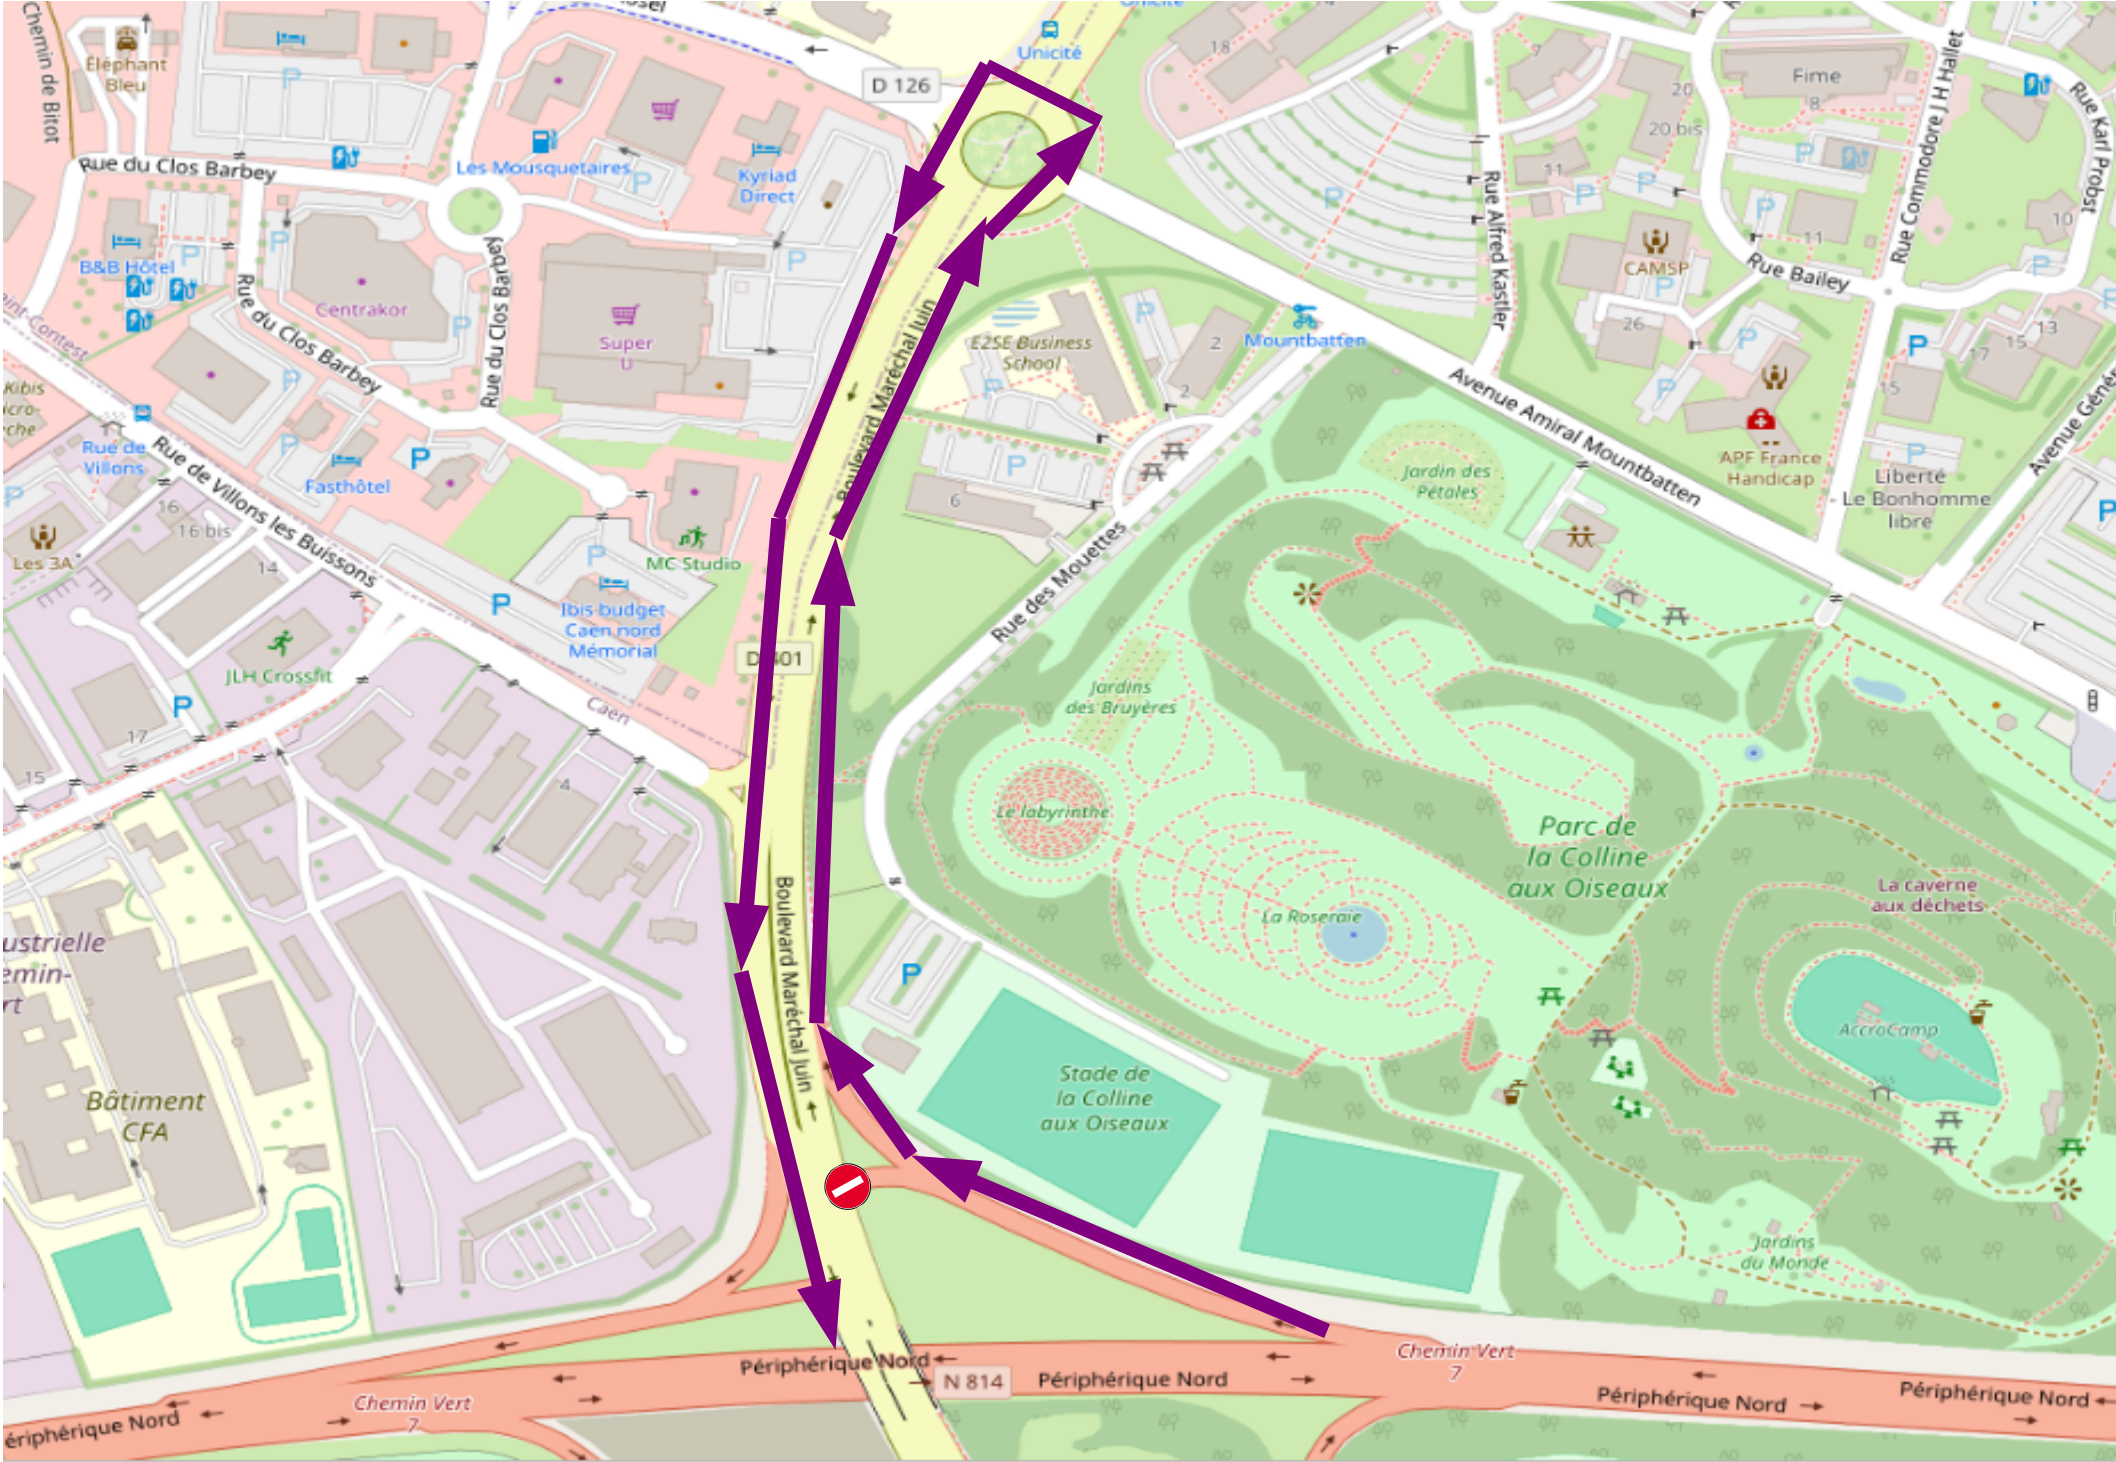 Chemin de Bitot
Éléphant
Bleu
P
D 126
Unicité
Unicité
18
14
7
Fime
8
20
20 bis
Rue Commodore J H Hallet
Rue Karl Probst
Rue du Clos Barbey
Les Mousquetaires
P
Kyriad
Direct
11
P
P
P
P
10
B&B Hôtel
P
P
Centrakor
P
Rue du Clos Barbey
Rue du Clos Barbey
Super
U
P
Boulevard Maréchal Juin
E2SE Business
School
P
P
2
2
Mountbatten
Rue Alfred Kastler
CAMSP
P
26
11
Rue Bailey
P
P
P
P
13
15
17
15
Avenue Amiral Mountbatten
APF France
Handicap
P
Liberté
Le Bonhomme
libre
P
Kibis
Rue de
Villons
P
P
P
Fasthôtel
Rue de Villons les Buissons
16
16 bis
14
Les 3A
P
MC Studio
Ibis budget
Caen nord
Mémorial
P
6
P
Rue des Mouettes
Jardin des
Pétales
JLH Crossfit
P
17
15
Caen
D 401
4
Jardins
des Bruyères
Le labyrinthe
Parc de
la Colline
aux Oiseaux
La Roseraie
La caverne
aux déchets
AccroCamp
Boulevard Maréchal Juin
P
Stade de
la Colline
aux Oiseaux
Bâtiment
CFA
Jardins
du Monde
Chemin Vert
7
Périphérique Nord
N 814
Périphérique Nord
Périphérique Nord
Périphérique Nord
Chemin Vert
7
ériphérique Nord